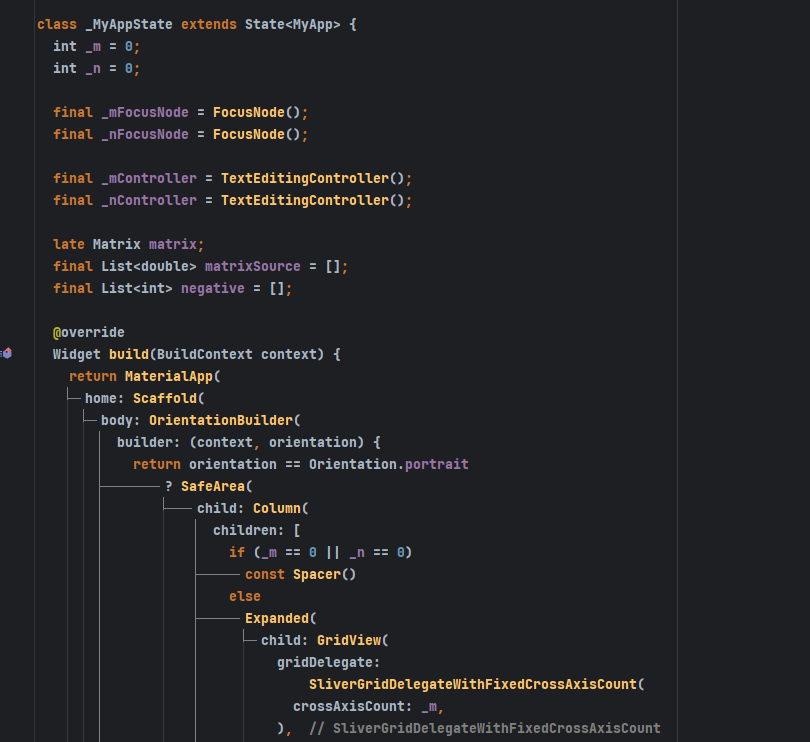 class _MyAppState extends State<MyApp> {
int _m = 0;
int _n = 0;
final _mFocusNode = FocusNode();
final _nFocusNode = FocusNode();
final _mController = TextEditingController();
final _nController = TextEditingController();
late Matrix matrix;
final List<double> matrixSource = [];
final List<int> negative = [];
@override
Widget build(BuildContext context) {
return MaterialApp(
home: Scaffold(
body: OrientationBuilder(
builder: (context, orientation) {
return orientation == Orientation.portrait
? SafeArea(
child: Column(
children: [
if (_m == 0 || _n == 0)
const Spacer()
else
Expanded(
child: GridView(
gridDelegate:
SliverGridDelegateWithFixedCrossAxisCount(
crossAxisCount: _m,
), // SliverGridDelegateWithFixedCrossAxisCount